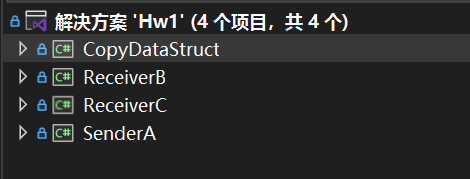 解决方案 'Hw1' (4 个项目，共 4 个)
C# CopyDataStruct
C# ReceiverB
C# ReceiverC
C# SenderA